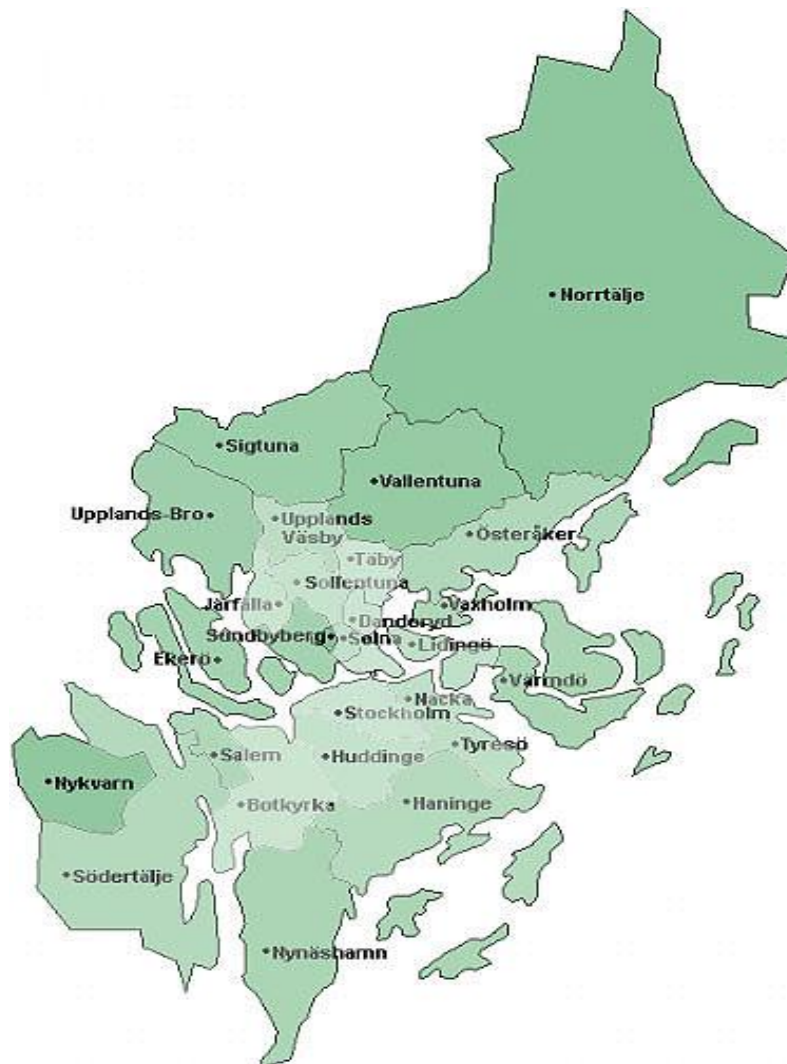 Norrtälje
Sigtuna
Vallentuna
Upplands-Bro
Upplands
Väsby
Österåker
Täby
Sollentuna
Järfälla
Vaxholm
Danderyd
Sundbyberg
Solna
Lidingö
Ekerö
Värmdö
Nacka
Stockholm
Tyresö
Salem
Huddinge
Nykvarn
Botkyrka
Haninge
Södertälje
Nynäshamn